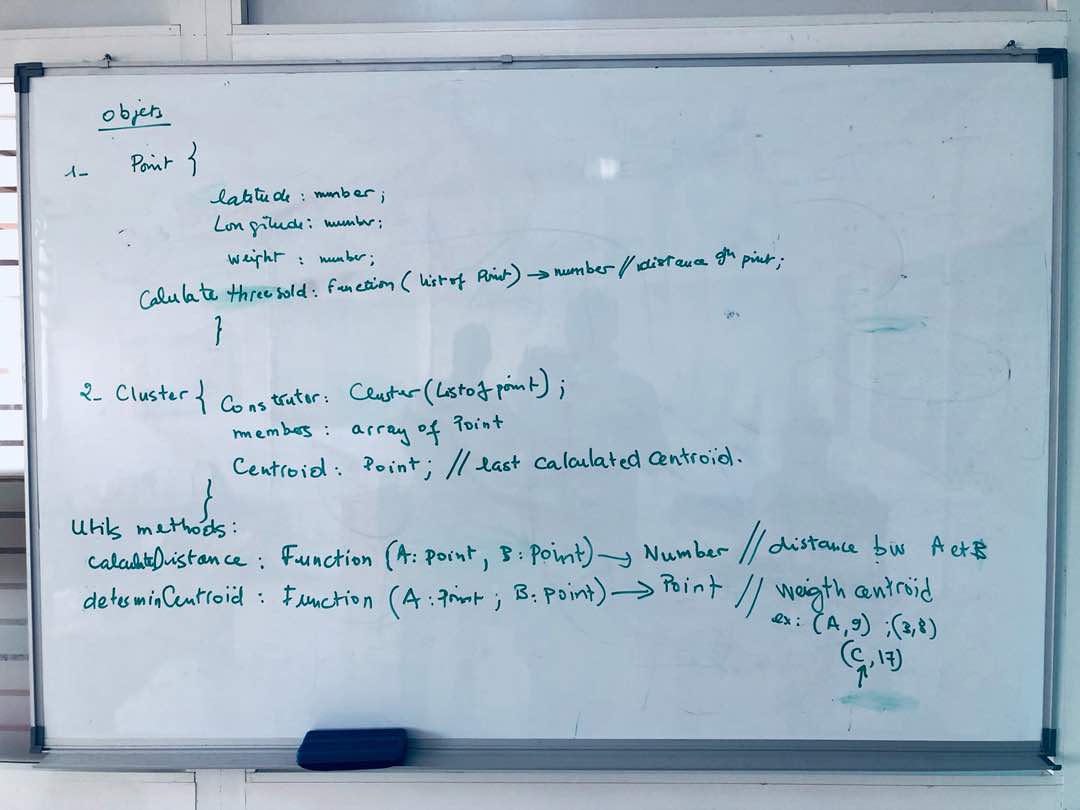 objets
1- Point {
latitude : number ;
Longitude : number ;
weight : number ;
Calulate threesold : Function ( list of Point ) → number // distance point ;
}
2- Cluster { Construtor : Cluster ( List of point ) ;
members : array of Point
Centroid : Point ; // last calculated centroid .
}
Utils methods :
calculateDistance : Function ( A : point , B : Point ) → Number // distance bw A et B
determinCentroid : Function ( A : Point ; B : point ) → Point // Weigth centroïd
ex : (A, 9) ; (B, 8)
(C, 17)
↑